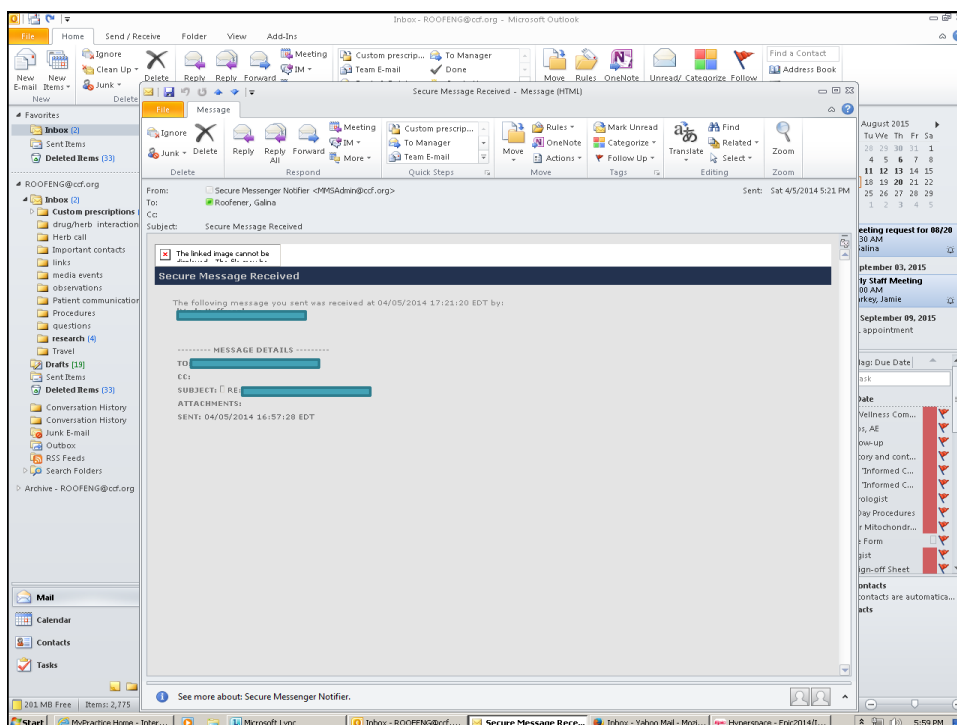 Inbox - ROOFENG@ccf.org - Microsoft Outlook
File Home Send / Receive Folder View Add-Ins
New E-mail
New Items
Ignore
Clean Up
Junk
Delete
Reply
Reply
Forward
Meeting
IM
Custom prescrip...
Team E-mail
To Manager
Done
Move
Rules
OneNote
Unread/
Categorize
Follow
Find a Contact
Address Book
New
Delete
Favorites
Inbox (2)
Sent Items
Deleted Items (33)
ROOFENG@ccf.org
Inbox (2)
Custom prescriptions
drug/herb interaction
Herb call
Important contacts
links
media events
observations
Patient communication
Procedures
questions
research (4)
Travel
Drafts [19]
Sent Items
Deleted Items (33)
Conversation History
Conversation History
Junk E-mail
Outbox
RSS Feeds
Search Folders
Archive - ROOFENG@ccf.org
Mail
Calendar
Contacts
Tasks
201 MB Free Items: 2,775
Secure Message Received - Message (HTML)
File Message
Ignore
Junk
Delete
Reply
Reply All
Forward
Meeting
IM
More
Custom prescrip...
To Manager
Team E-mail
Move
Rules
OneNote
Actions
Mark Unread
Categorize
Follow Up
Translate
Find
Related
Select
Zoom
Delete Respond Quick Steps Move Tags Editing Zoom
From: Secure Messenger Notifier <MMSAdmin@ccf.org> Sent: Sat 4/5/2014 5:21 PM
To: Roofener, Galina
Cc:
Subject: Secure Message Received
The linked image cannot be
Secure Message Received
The following message you sent was received at 04/05/2014 17:21:20 EDT by:
--------- MESSAGE DETAILS ---------
TO
CC:
SUBJECT: RE:
ATTACHMENTS:
SENT: 04/05/2014 16:57:28 EDT
See more about: Secure Messenger Notifier.
August 2015
Tu We Th Fr Sa
28 29 30 31 1
4 5 6 7 8
11 12 13 14 15
18 19 20 21 22
25 26 27 28 29
1 2 3 4 5
eeting request for 08/20
30 AM
alina
ptember 03, 2015
ly Staff Meeting
00 AM
rkey, Jamie
September 09, 2015
appointment
lag: Due Date
ask
Date
Wellness Com...
os, AE
ow-up
tory and cont...
"Informed C...
"Informed C...
rologist
Day Procedures
r Mitochondr...
e Form
gist
ign-off Sheet
ontacts
contacts are automatica...
acts
Start
MyPractice Home - Inter...
Microsoft Lync
Inbox - ROOFENG@ccf....
Secure Message Rece...
Inbox - Yahoo Mail - Mozi...
Hyperspace - Epic2014(I...
5:59 PM